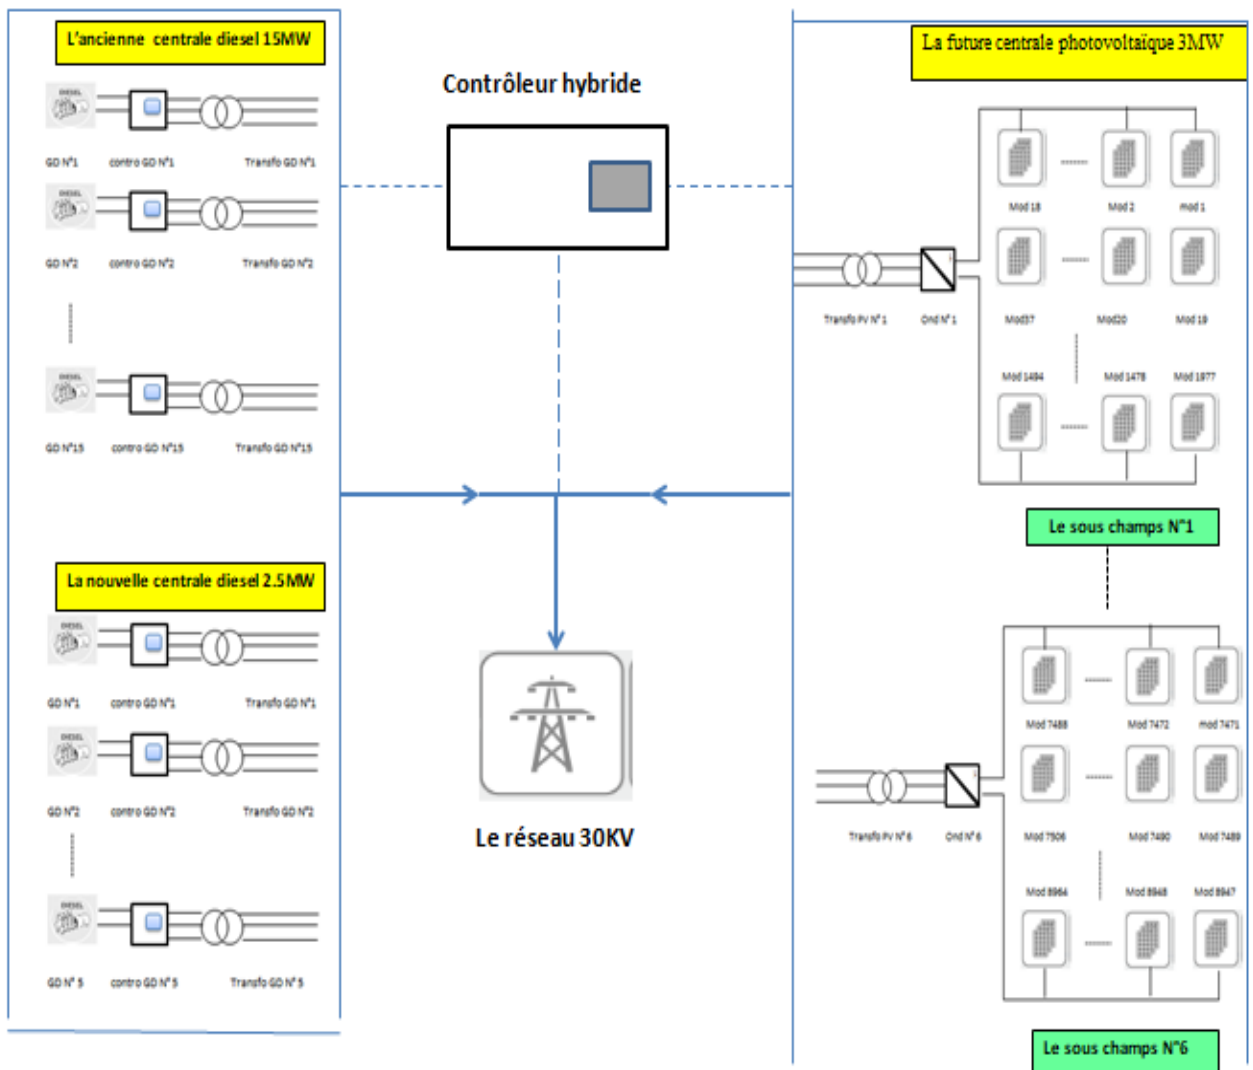 L'ancienne centrale diesel 15MW
DIESEL
GD N°1 contro GD N°1 Transfo GD N°1
DIESEL
GD N°2 contro GD N°2 Transfo GD N°2
DIESEL
GD N°15 contro GD N°15 Transfo GD N°15
La nouvelle centrale diesel 2.5MW
DIESEL
GD N°1 contro GD N°1 Transfo GD N°1
DIESEL
GD N°2 contro GD N°2 Transfo GD N°2
DIESEL
GD N° 5 contro GD N° 5 Transfo GD N° 5
Contrôleur hybride
Le réseau 30KV
La future centrale photovoltaïque 3MW
Mod 18 Mod 2 mod 1
Transfo PV N° 1 Ond N° 1 Mod37 Mod20 Mod 19
Mod 1494 Mod 1478 Mod 1977
Le sous champs N°1
Mod 7488 Mod 7472 mod 7471
Transfo PV N° 6 Ond N° 6 Mod 7506 Mod 7490 Mod 7489
Mod 8964 Mod 8948 Mod 8947
Le sous champs N°6